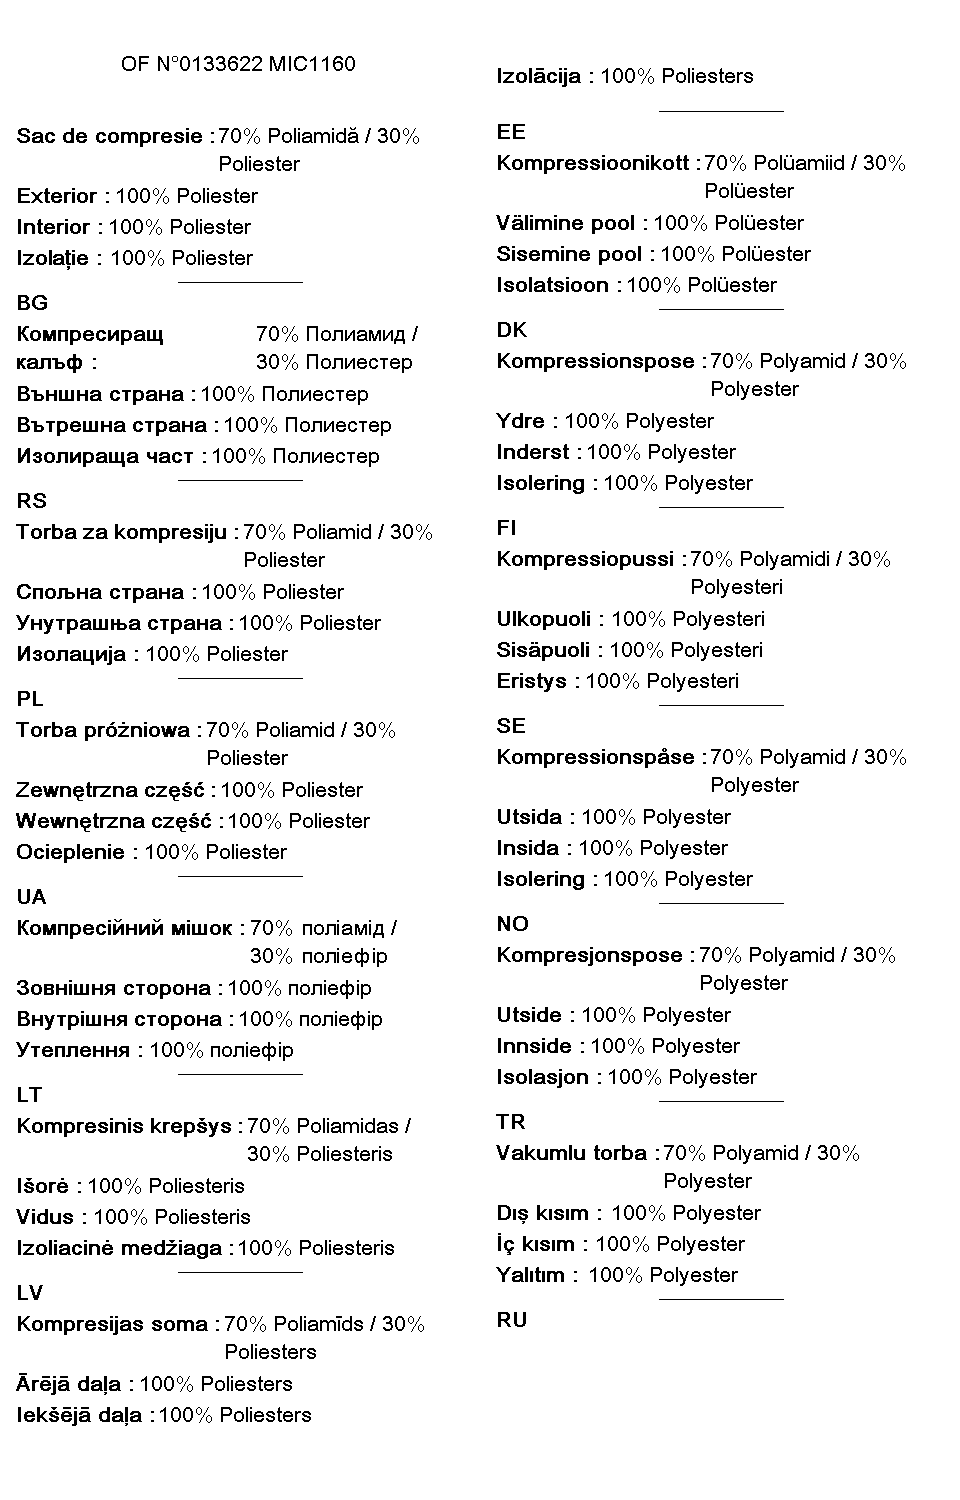 OF N°0133622 MIC1160
Sac de compresie : 70% Poliamidă / 30%
Poliester
Exterior : 100% Poliester
Interior : 100% Poliester
Izolaţie : 100% Poliester
BG
Компресиращ 70% Полиамид /
калъф : 30% Полиестер
Външна страна : 100% Полиестер
Вътрешна страна : 100% Полиестер
Изолираща част : 100% Полиестер
RS
Torba za kompresiju : 70% Poliamid / 30%
Poliester
Спољна страна : 100% Poliester
Унутрашња страна : 100% Poliester
Изолација : 100% Poliester
PL
Torba próżniowa : 70% Poliamid / 30%
Poliester
Zewnętrzna część : 100% Poliester
Wewnętrzna część : 100% Poliester
Ocieplenie : 100% Poliester
UA
Компресійний мішок : 70% поліамід /
30% поліефір
Зовнішня сторона : 100% поліефір
Внутрішня сторона : 100% поліефір
Утеплення : 100% поліефір
LT
Kompresinis krepšys : 70% Poliamidas /
30% Poliesteris
Išorė : 100% Poliesteris
Vidus : 100% Poliesteris
Izoliacinė medžiaga : 100% Poliesteris
LV
Kompresijas soma : 70% Poliamīds / 30%
Poliesters
Ārējā daļa : 100% Poliesters
Iekšējā daļa : 100% Poliesters
Izolācija : 100% Poliesters
EE
Kompressioonikott : 70% Polüamiid / 30%
Polüester
Välimine pool : 100% Polüester
Sisemine pool : 100% Polüester
Isolatsioon : 100% Polüester
DK
Kompressionspose : 70% Polyamid / 30%
Polyester
Ydre : 100% Polyester
Inderst : 100% Polyester
Isolering : 100% Polyester
FI
Kompressiopussi : 70% Polyamidi / 30%
Polyesteri
Ulkopuoli : 100% Polyesteri
Sisäpuoli : 100% Polyesteri
Eristys : 100% Polyesteri
SE
Kompressionspåse : 70% Polyamid / 30%
Polyester
Utsida : 100% Polyester
Insida : 100% Polyester
Isolering : 100% Polyester
NO
Kompresjonspose : 70% Polyamid / 30%
Polyester
Utside : 100% Polyester
Innside : 100% Polyester
Isolasjon : 100% Polyester
TR
Vakumlu torba : 70% Polyamid / 30%
Polyester
Dış kısım : 100% Polyester
İç kısım : 100% Polyester
Yalıtım : 100% Polyester
RU